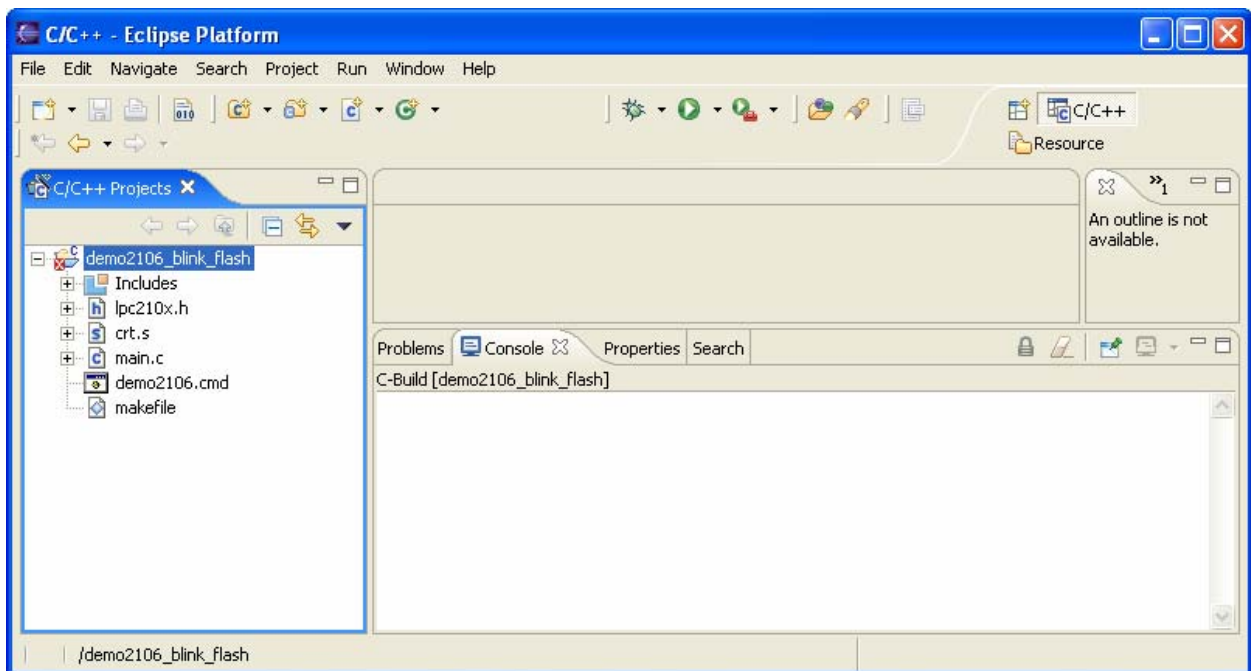 C/C++ - Eclipse Platform
File Edit Navigate Search Project Run Window Help
C/C++
Resource
C/C++ Projects
»1
An outline is not
available.
demo2106_blink_flash
Includes
lpc210x.h
crt.s
main.c
demo2106.cmd
makefile
Problems Console Properties Search
C-Build [demo2106_blink_flash]
/demo2106_blink_flash